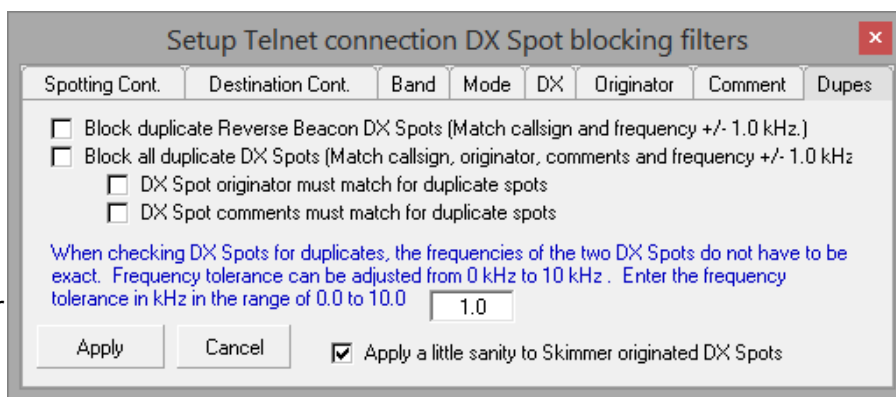 Setup Telnet connection DX Spot blocking filters
Spotting Cont. Destination Cont. Band Mode DX Originator Comment Dupes
Block duplicate Reverse Beacon DX Spots (Match callsign and frequency +/- 1.0 kHz.)
Block all duplicate DX Spots (Match callsign, originator, comments and frequency +/- 1.0 kHz
DX Spot originator must match for duplicate spots
DX Spot comments must match for duplicate spots
When checking DX Spots for duplicates, the frequencies of the two DX Spots do not have to be
exact. Frequency tolerance can be adjusted from 0 kHz to 10 kHz . Enter the frequency
tolerance in kHz in the range of 0.0 to 10.0 1.0
Apply Cancel Apply a little sanity to Skimmer originated DX Spots